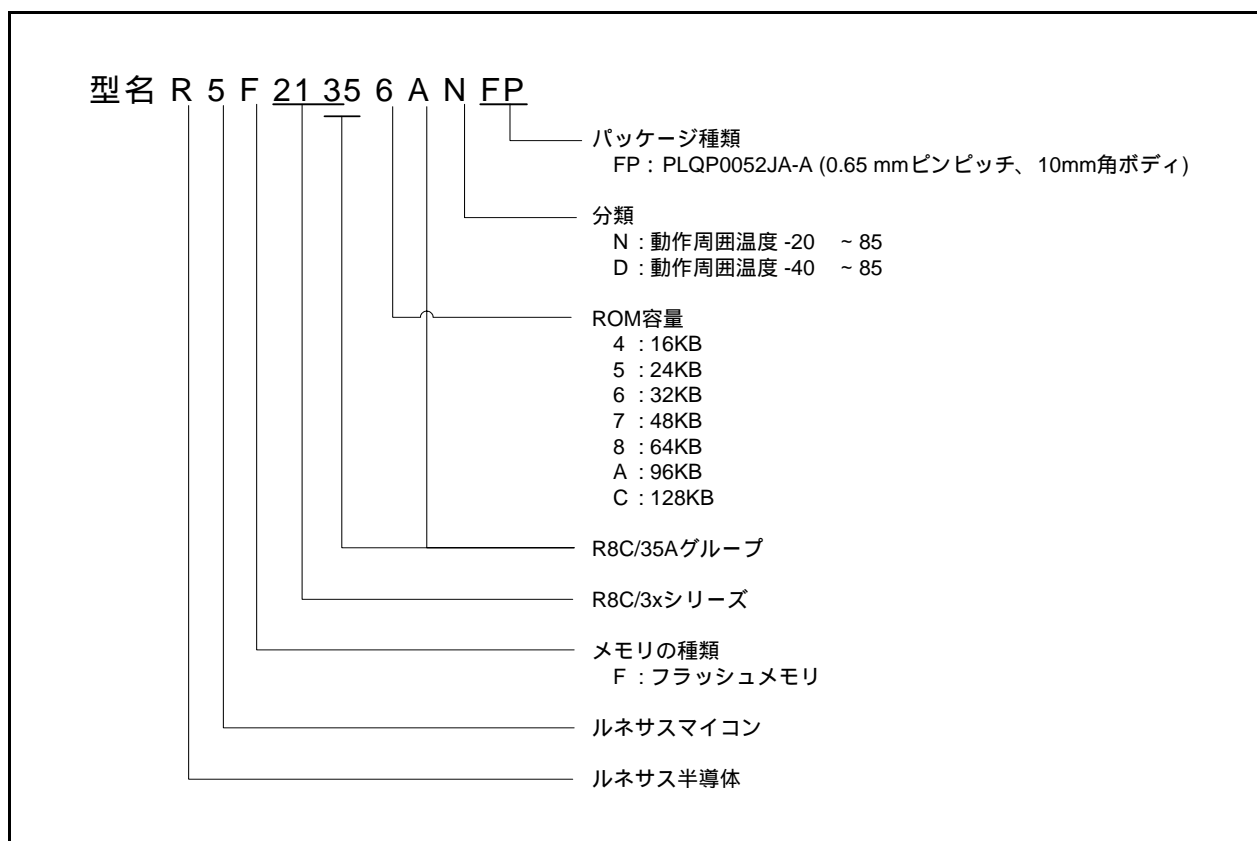 型名 R 5 F 21 35 6 A N FP
パッケージ種類
FP : PLQP0052JA-A (0.65 mmピンピッチ、10mm角ボディ)
分類
N : 動作周囲温度 -20 ~ 85
D : 動作周囲温度 -40 ~ 85
ROM容量
4 : 16KB
5 : 24KB
6 : 32KB
7 : 48KB
8 : 64KB
A : 96KB
C : 128KB
R8C/35Aグループ
R8C/3xシリーズ
メモリの種類
F : フラッシュメモリ
ルネサスマイコン
ルネサス半導体